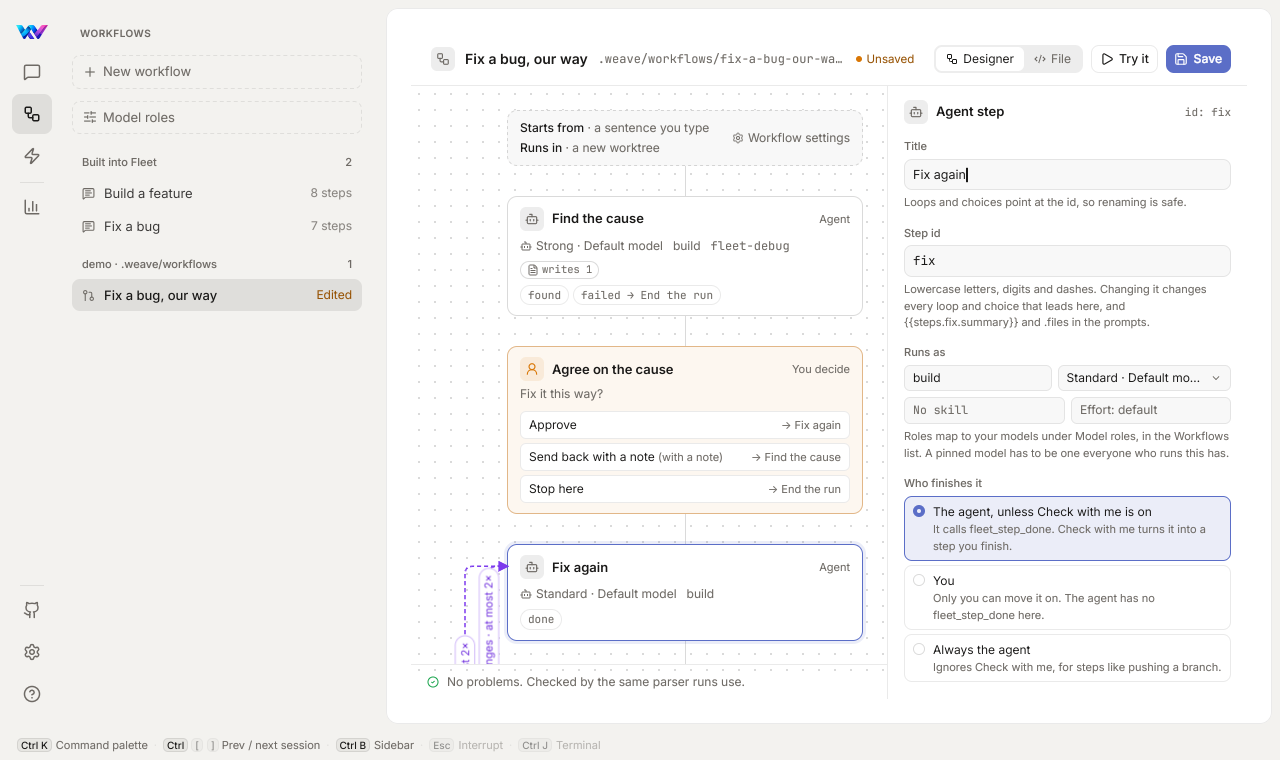 WORKFLOWS
New workflow
Model roles
Built into Fleet 2
Build a feature 8 steps
Fix a bug 7 steps
demo · .weave/workflows 1
Fix a bug, our way Edited
Fix a bug, our way .weave/workflows/fix-a-bug-our-wa… Unsaved Designer File Try it Save
Starts from · a sentence you type
Runs in · a new worktree
Workflow settings
Find the cause Agent
Strong · Default model build fleet-debug
writes 1
found failed → End the run
Agree on the cause You decide
Fix it this way?
Approve → Fix again
Send back with a note (with a note) → Find the cause
Stop here → End the run
Fix again Agent
Standard · Default model build
done
t 2×
nges · at most 2×
No problems. Checked by the same parser runs use.
Agent step id: fix
Title
Fix again
Loops and choices point at the id, so renaming is safe.
Step id
fix
Lowercase letters, digits and dashes. Changing it changes
every loop and choice that leads here, and
{{steps.fix.summary}} and .files in the prompts.
Runs as
build Standard · Default mo...
No skill Effort: default
Roles map to your models under Model roles, in the Workflows
list. A pinned model has to be one everyone who runs this has.
Who finishes it
The agent, unless Check with me is on
It calls fleet_step_done. Check with me turns it into a
step you finish.
You
Only you can move it on. The agent has no
fleet_step_done here.
Always the agent
Ignores Check with me, for steps like pushing a branch.
Ctrl K Command palette · Ctrl [ ] Prev / next session · Ctrl B Sidebar · Esc Interrupt · Ctrl J Terminal